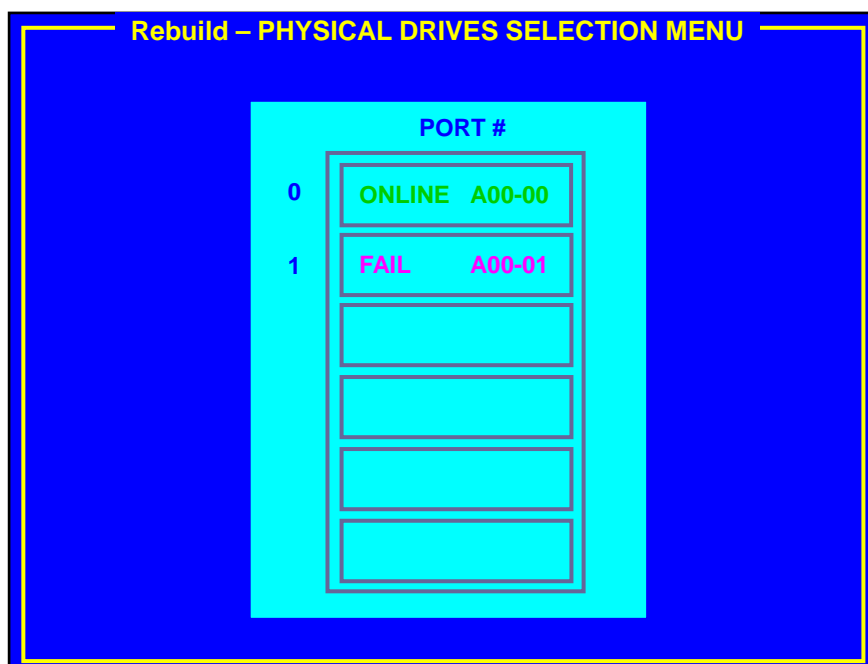 Rebuild – PHYSICAL DRIVES SELECTION MENU
PORT #
0 ONLINE A00-00
1 FAIL A00-01